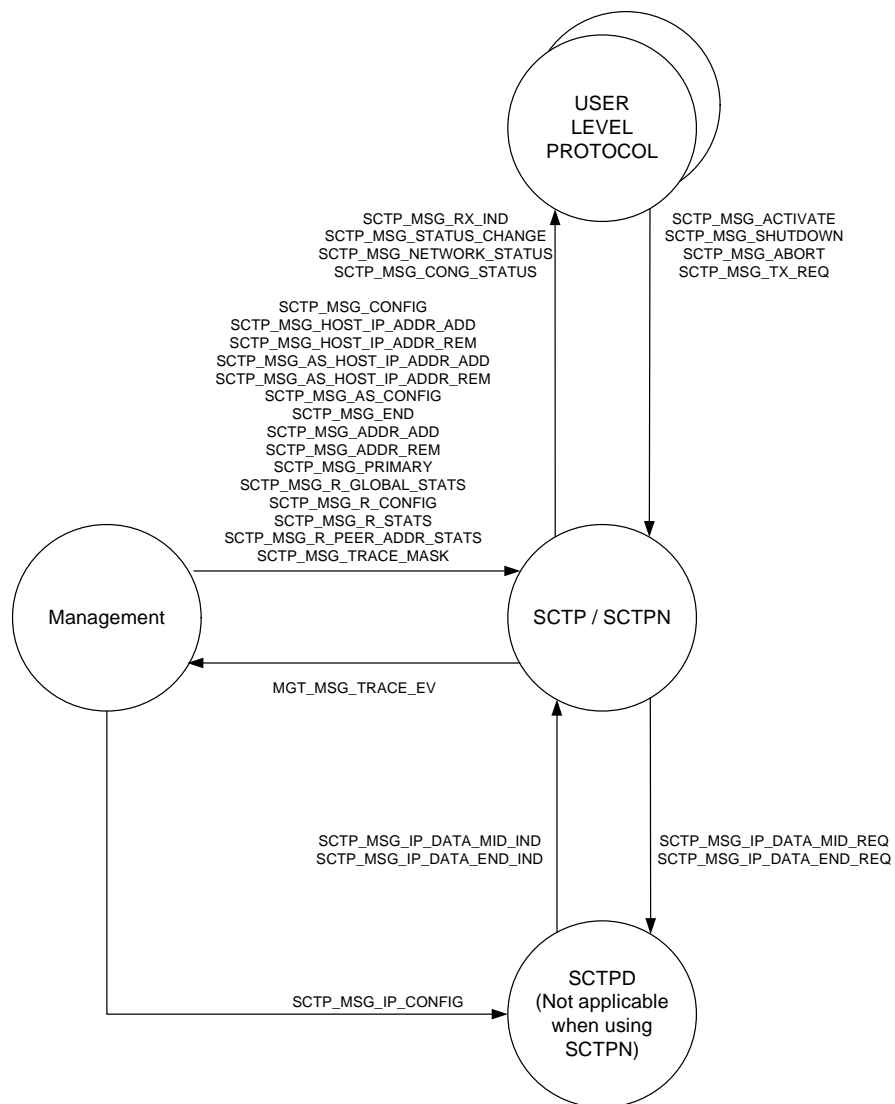 USER
LEVEL
PROTOCOL
SCTP_MSG_RX_IND
SCTP_MSG_STATUS_CHANGE
SCTP_MSG_NETWORK_STATUS
SCTP_MSG_CONG_STATUS
SCTP_MSG_ACTIVATE
SCTP_MSG_SHUTDOWN
SCTP_MSG_ABORT
SCTP_MSG_TX_REQ
SCTP_MSG_CONFIG
SCTP_MSG_HOST_IP_ADDR_ADD
SCTP_MSG_HOST_IP_ADDR_REM
SCTP_MSG_AS_HOST_IP_ADDR_ADD
SCTP_MSG_AS_HOST_IP_ADDR_REM
SCTP_MSG_AS_CONFIG
SCTP_MSG_END
SCTP_MSG_ADDR_ADD
SCTP_MSG_ADDR_REM
SCTP_MSG_PRIMARY
SCTP_MSG_R_GLOBAL_STATS
SCTP_MSG_R_CONFIG
SCTP_MSG_R_STATS
SCTP_MSG_R_PEER_ADDR_STATS
SCTP_MSG_TRACE_MASK
Management
SCTP / SCTPN
MGT_MSG_TRACE_EV
SCTP_MSG_IP_DATA_MID_IND
SCTP_MSG_IP_DATA_END_IND
SCTP_MSG_IP_DATA_MID_REQ
SCTP_MSG_IP_DATA_END_REQ
SCTP_MSG_IP_CONFIG
SCTPD
(Not applicable
when using
SCTPN)